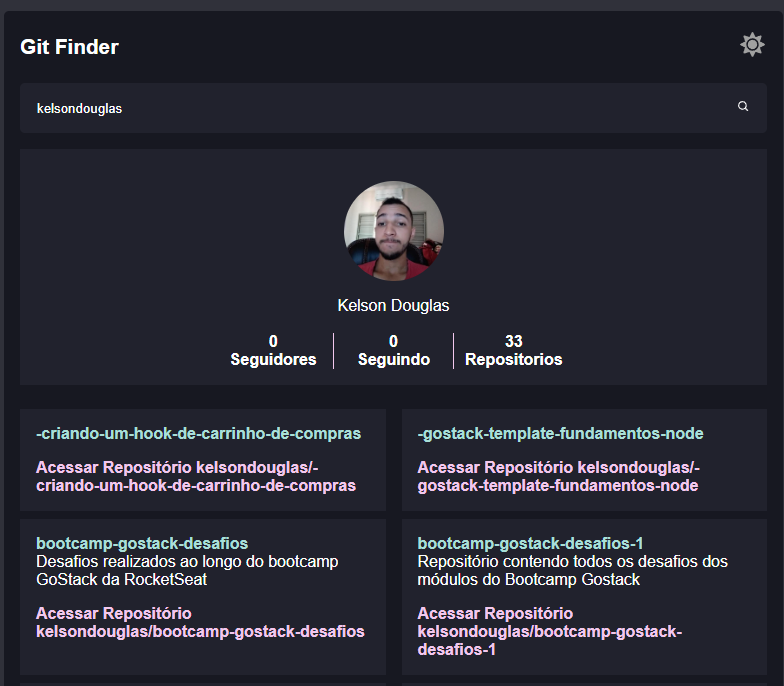 Git Finder
kelsondouglas
Kelson Douglas
0
Seguidores
0
Seguindo
33
Repositorios
-criando-um-hook-de-carrinho-de-compras
Acessar Repositório kelsondouglas/-
criando-um-hook-de-carrinho-de-compras
-gostack-template-fundamentos-node
Acessar Repositório kelsondouglas/-
gostack-template-fundamentos-node
bootcamp-gostack-desafios
Desafios realizados ao longo do bootcamp
GoStack da RocketSeat
Acessar Repositório
kelsondouglas/bootcamp-gostack-desafios
bootcamp-gostack-desafios-1
Repositório contendo todos os desafios dos
módulos do Bootcamp Gostack
Acessar Repositório
kelsondouglas/bootcamp-gostack-
desafios-1